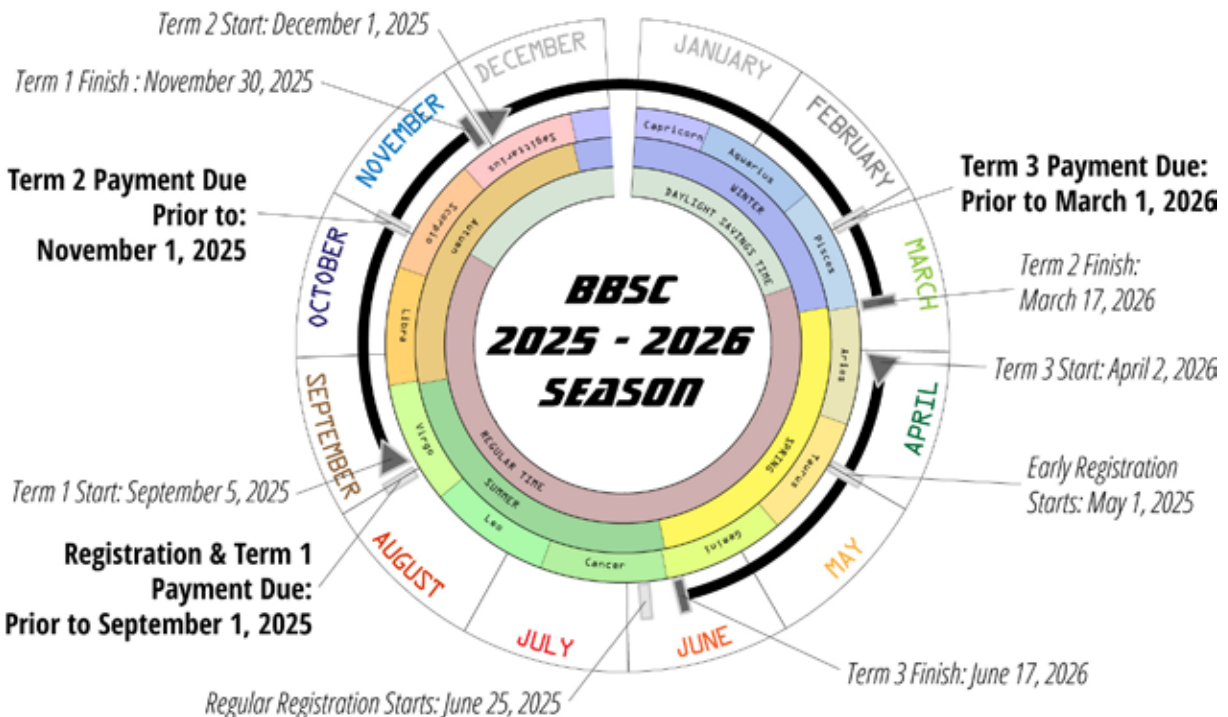 Term 2 Start: December 1, 2025
Term 1 Finish : November 30, 2025
Term 2 Payment Due
Prior to:
November 1, 2025
Term 1 Start: September 5, 2025
Registration & Term 1
Payment Due:
Prior to September 1, 2025
Regular Registration Starts: June 25, 2025
Term 3 Finish: June 17, 2026
Early Registration
Starts: May 1, 2025
Term 3 Start: April 2, 2026
Term 2 Finish:
March 17, 2026
Term 3 Payment Due:
Prior to March 1, 2026
JANUARY
FEBRUARY
MARCH
APRIL
MAY
JUNE
JULY
AUGUST
SEPTEMBER
OCTOBER
NOVEMBER
DECEMBER
Capricorn
Aquarius
Pisces
Aries
Taurus
Gemini
Cancer
Leo
Virgo
Libra
Scorpio
Sagittarius
WINTER
SPRING
SUMMER
Autumn
DAYLIGHT SAVINGS TIME
REGULAR TIME
BBSC
2025 - 2026
SEASON